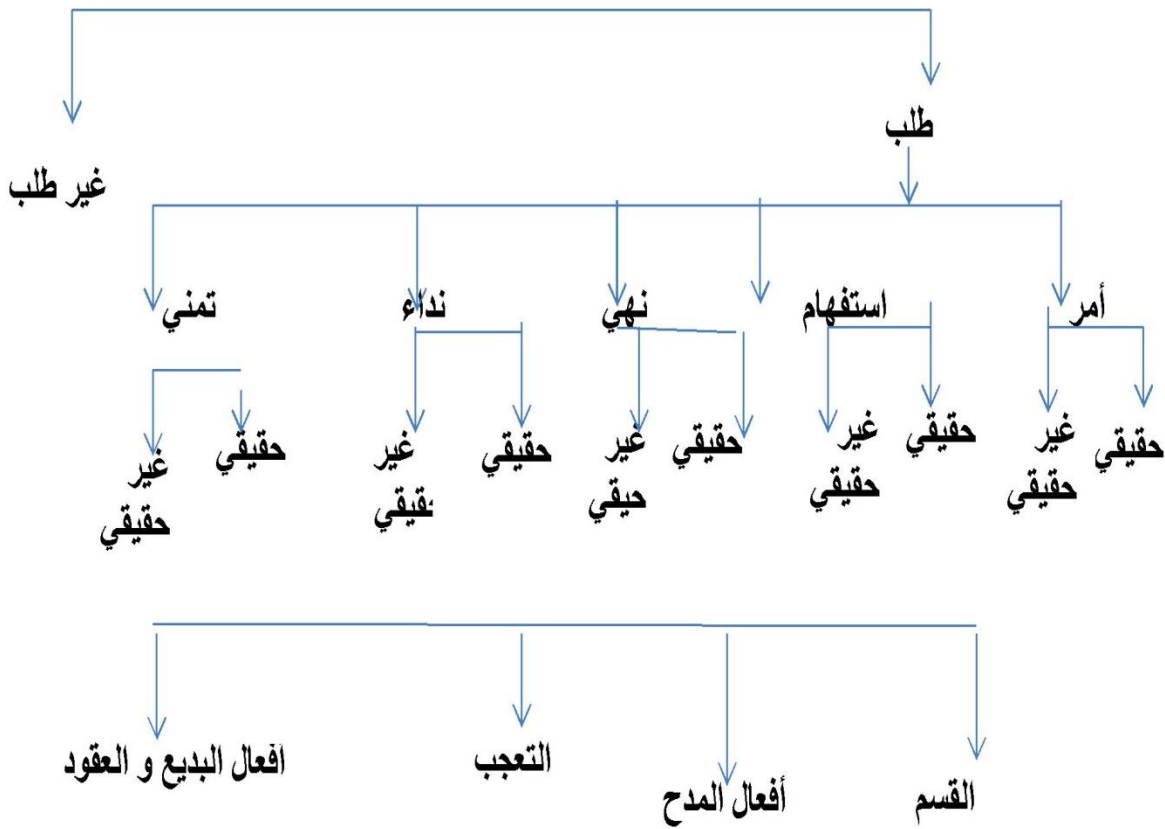 طلب
غير طلب
أمر
استفهام
نهي
نداء
تمني
حقيقي
غير
حقيقي
حقيقي
غير
حقيقي
حقيقي
غير
حيقي
حقيقي
غير
حقيقي
حقيقي
غير
حقيقي
القسم
أفعال المدح
التعجب
افعال البديع و العقود